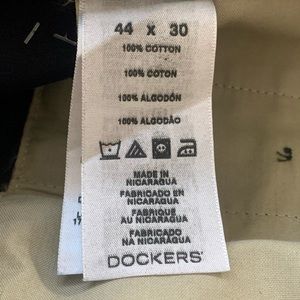 44 x 30
100% COTTON
100% COTON
100% ALGODÓN
100% ALGODÃO
MADE IN
NICARAGUA
FABRICADO EN
NICARAGUA
FABRIQUÉ
AU NICARAGUA
FABRICADO
NA NICARAGUA
DOCKERS